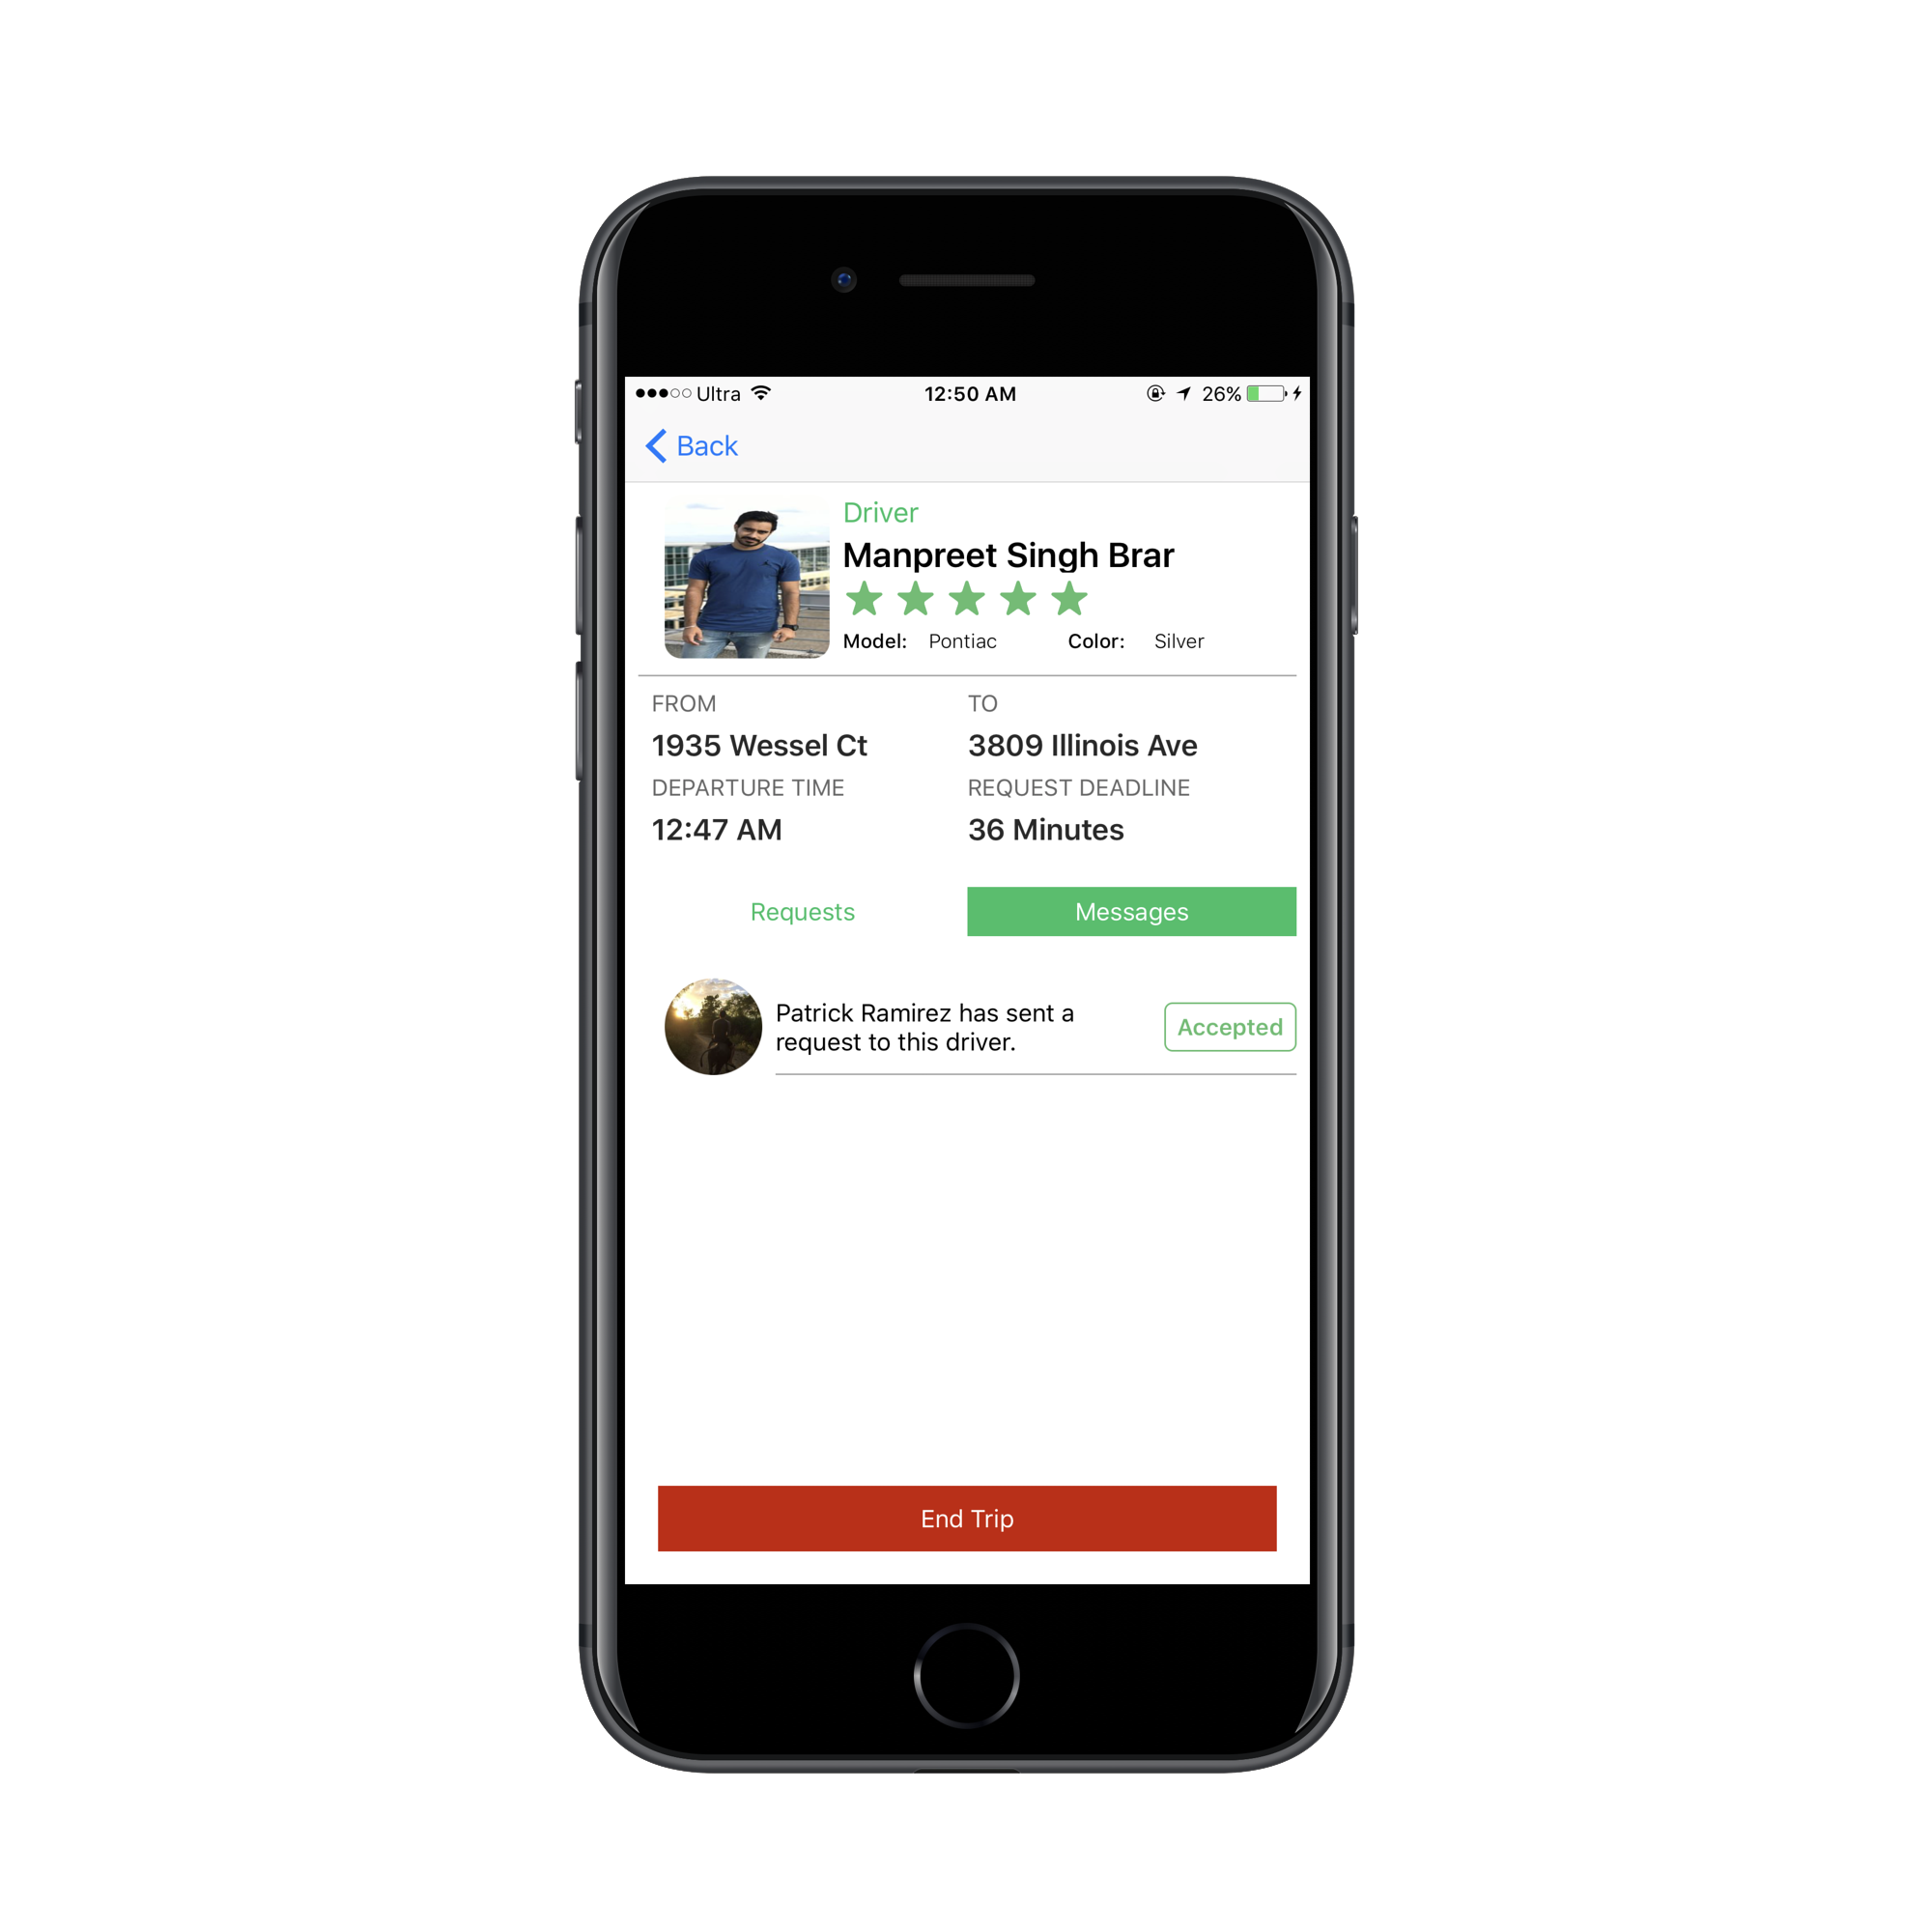 Ultra 12:50 AM 26%
Back
Driver
Manpreet Singh Brar
Model: Pontiac Color: Silver
FROM TO
1935 Wessel Ct 3809 Illinois Ave
DEPARTURE TIME REQUEST DEADLINE
12:47 AM 36 Minutes
Requests Messages
Patrick Ramirez has sent a
request to this driver.
Accepted
End Trip